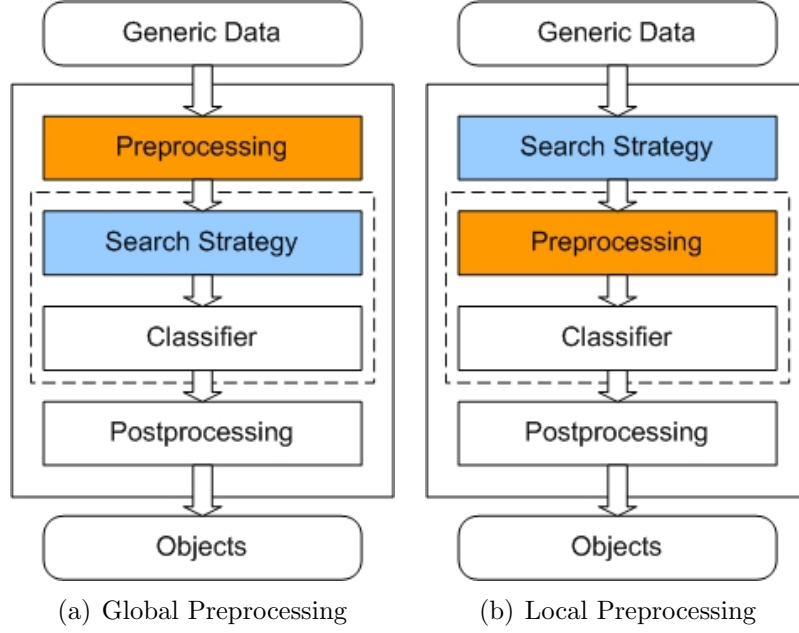 Generic Data
Preprocessing
Search Strategy
Classifier
Postprocessing
Objects
(a) Global Preprocessing
Generic Data
Search Strategy
Preprocessing
Classifier
Postprocessing
Objects
(b) Local Preprocessing